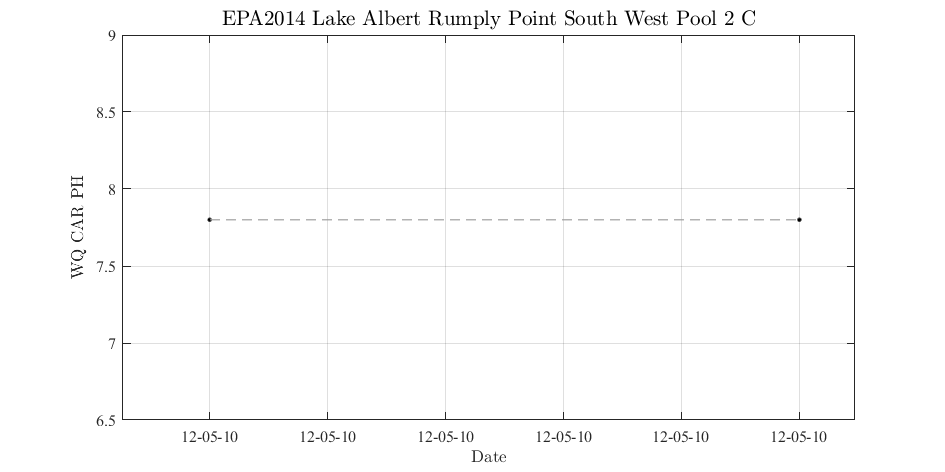 EPA2014 Lake Albert Rumply Point South West Pool 2 C
9
8.5
8
7.5
7
6.5
WQ CAR PH
12-05-10 12-05-10 12-05-10 12-05-10 12-05-10 12-05-10
Date